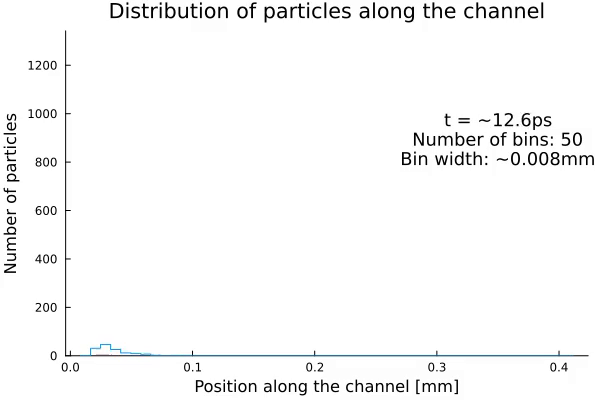 Distribution of particles along the channel
Number of particles
1200
1000
800
600
400
200
0
t = ~12.6ps
Number of bins: 50
Bin width: ~0.008mm
0.0 0.1 0.2 0.3 0.4
Position along the channel [mm]